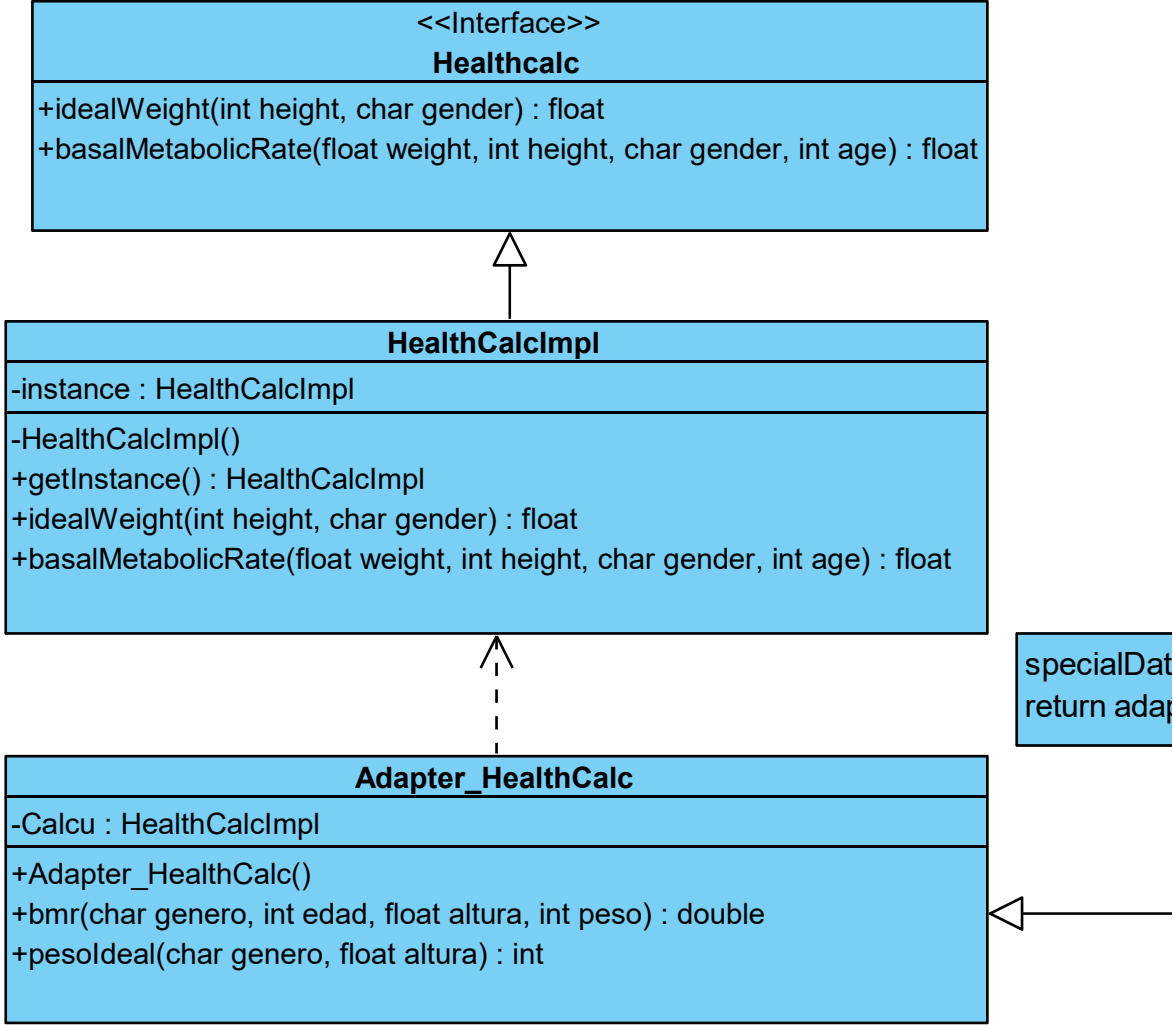 <<Interface>>
Healthcalc
+idealWeight(int height, char gender) : float
+basalMetabolicRate(float weight, int height, char gender, int age) : float
HealthCalcImpl
-instance : HealthCalcImpl
-HealthCalcImpl()
+getInstance() : HealthCalcImpl
+idealWeight(int height, char gender) : float
+basalMetabolicRate(float weight, int height, char gender, int age) : float
specialDat
return adap
Adapter_HealthCalc
-Calcu : HealthCalcImpl
+Adapter_HealthCalc()
+bmr(char genero, int edad, float altura, int peso) : double
+pesoIdeal(char genero, float altura) : int